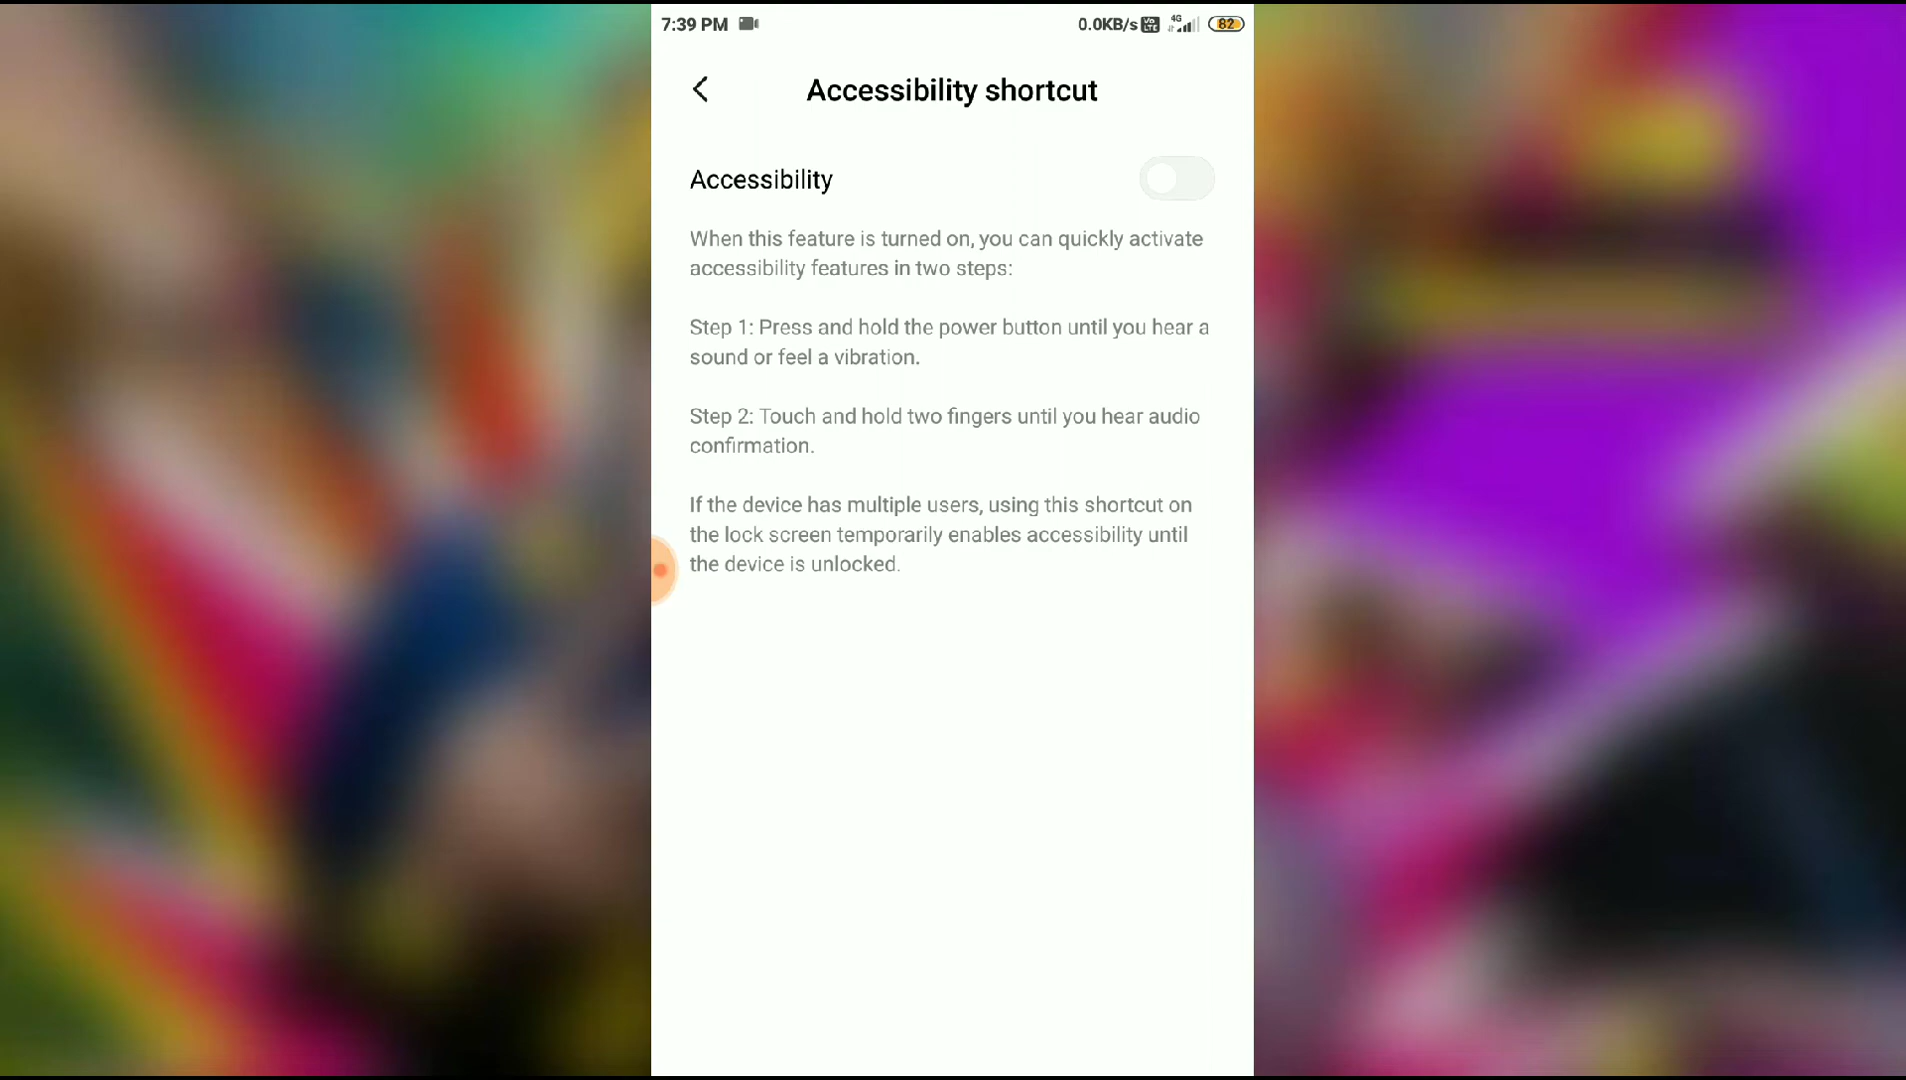 7:39 PM 0.0KB/s Vo LTE 4G 82
Accessibility shortcut
Accessibility
When this feature is turned on, you can quickly activate
accessibility features in two steps:
Step 1: Press and hold the power button until you hear a
sound or feel a vibration.
Step 2: Touch and hold two fingers until you hear audio
confirmation.
If the device has multiple users, using this shortcut on
the lock screen temporarily enables accessibility until
the device is unlocked.